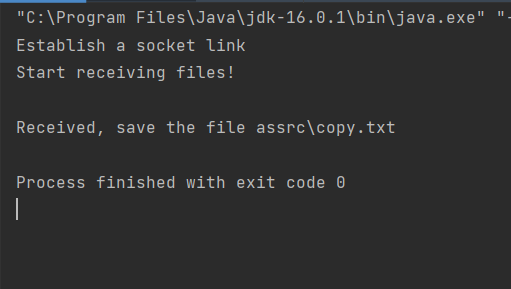 "C:\Program Files\Java\jdk-16.0.1\bin\java.exe" "-
Establish a socket link
Start receiving files!
Received, save the file assrc\copy.txt
Process finished with exit code 0